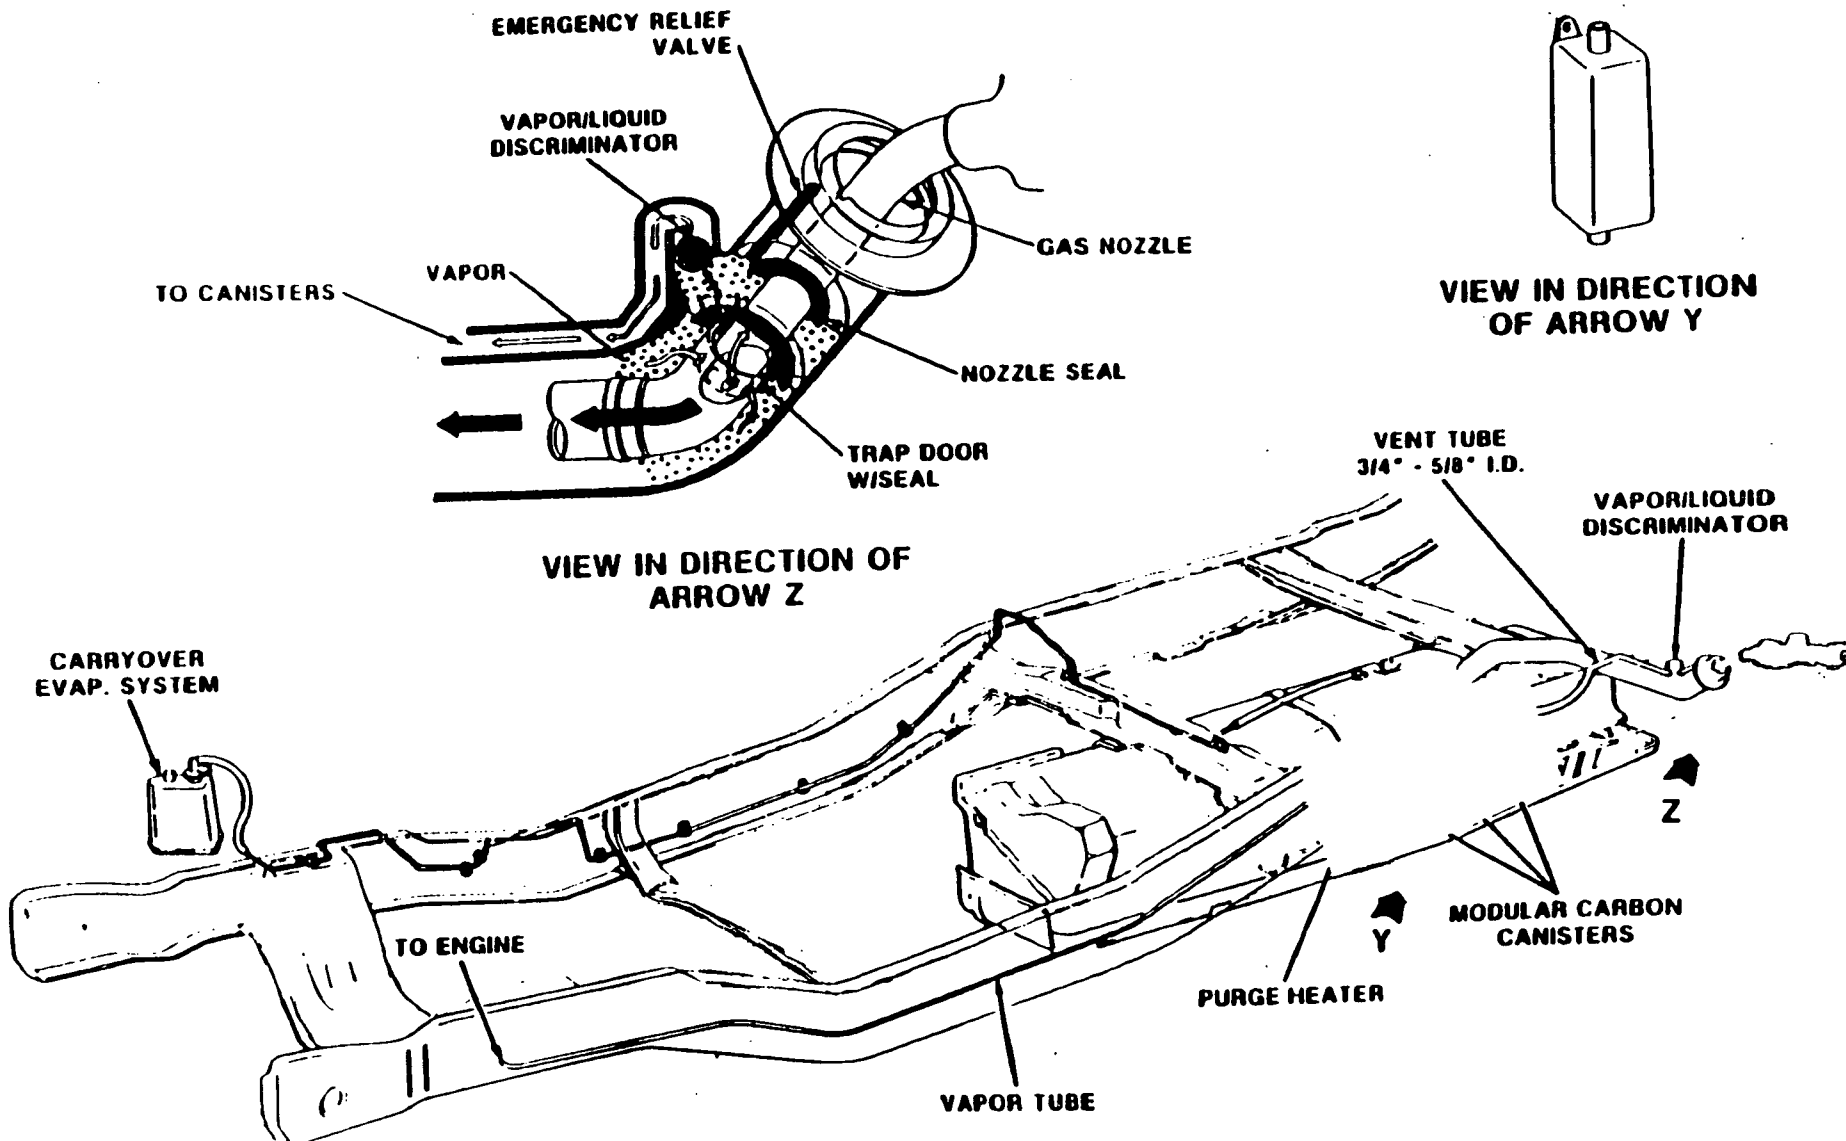 EMERGENCY RELIEF
VALVE
VAPOR/LIQUID
DISCRIMINATOR
GAS NOZZLE
VAPOR
TO CANISTERS
NOZZLE SEAL
TRAP DOOR
W/SEAL
VIEW IN DIRECTION
OF ARROW Y
VIEW IN DIRECTION OF
ARROW Z
VENT TUBE
3/4" - 5/8" I.D.
VAPOR/LIQUID
DISCRIMINATOR
CARRYOVER
EVAP. SYSTEM
Z
Y
MODULAR CARBON
CANISTERS
TO ENGINE
PURGE HEATER
VAPOR TUBE